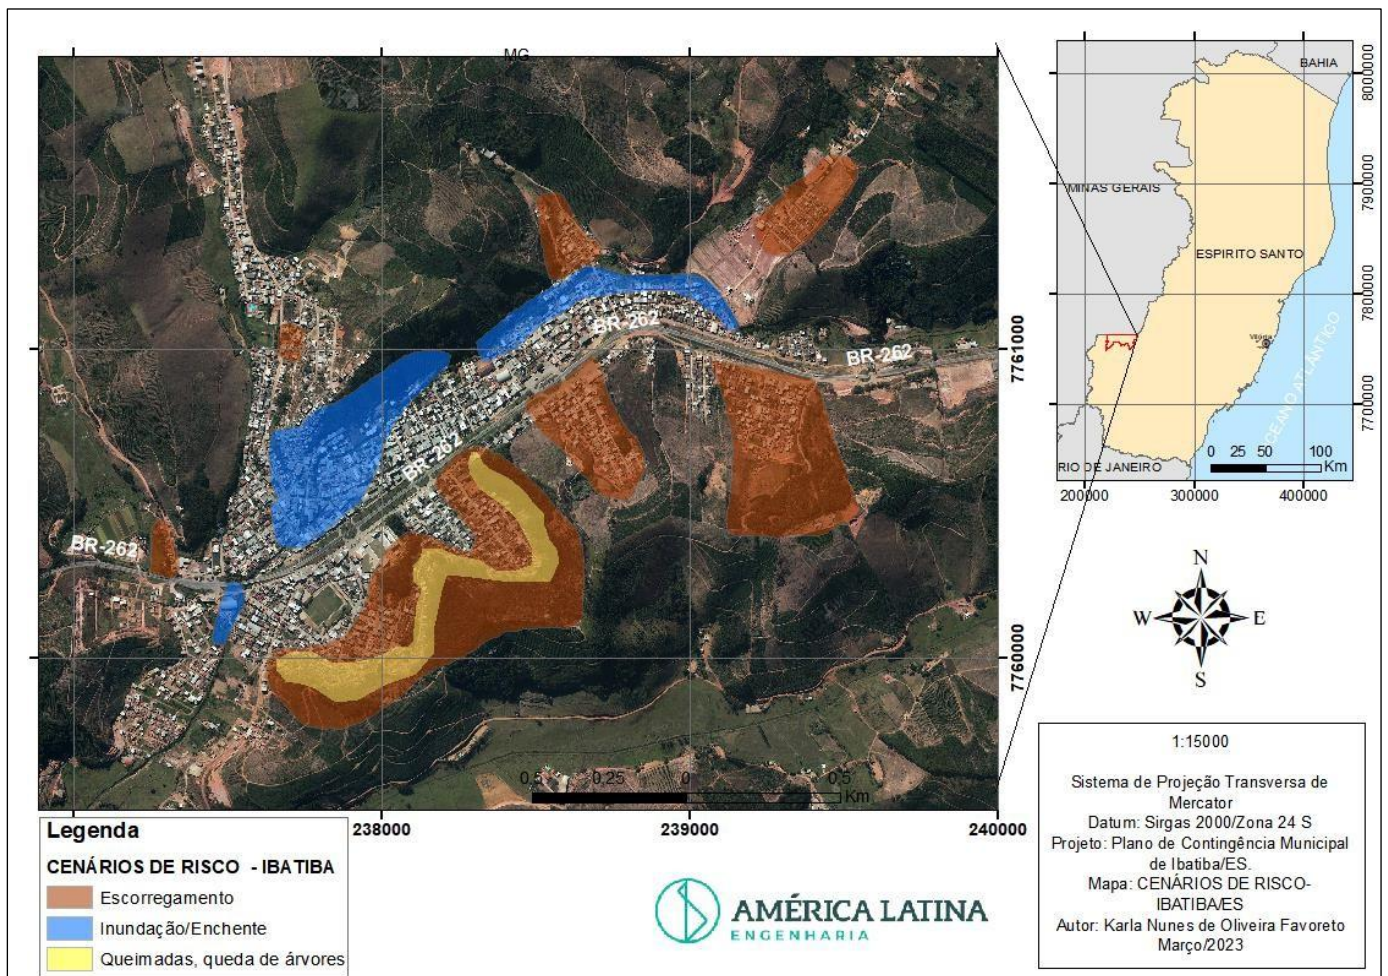 MG
BR-262
BR-262
BR-262
BR-262
7761000
7760000
0,5 0,25 0 0,5
Km
238000 239000 240000
BAHIA
MINAS GERAIS
ESPIRITO SANTO
Vitória
CEANO ATLÂNTICO
RIO DE JANEIRO
0 25 50 100
Km
200000 300000 400000
8000000
7900000
7800000
7700000
N
W E
S
Legenda
CENÁRIOS DE RISCO - IBATIBA
Escorregamento
Inundação/Enchente
Queimadas, queda de árvores
AMÉRICA LATINA
ENGENHARIA
1:15000
Sistema de Projeção Transversa de
Mercator
Datum: Sirgas 2000/Zona 24 S
Projeto: Plano de Contingência Municipal
de Ibatiba/ES.
Mapa: CENÁRIOS DE RISCO-
IBATIBA/ES
Autor: Karla Nunes de Oliveira Favoreto
Março/2023